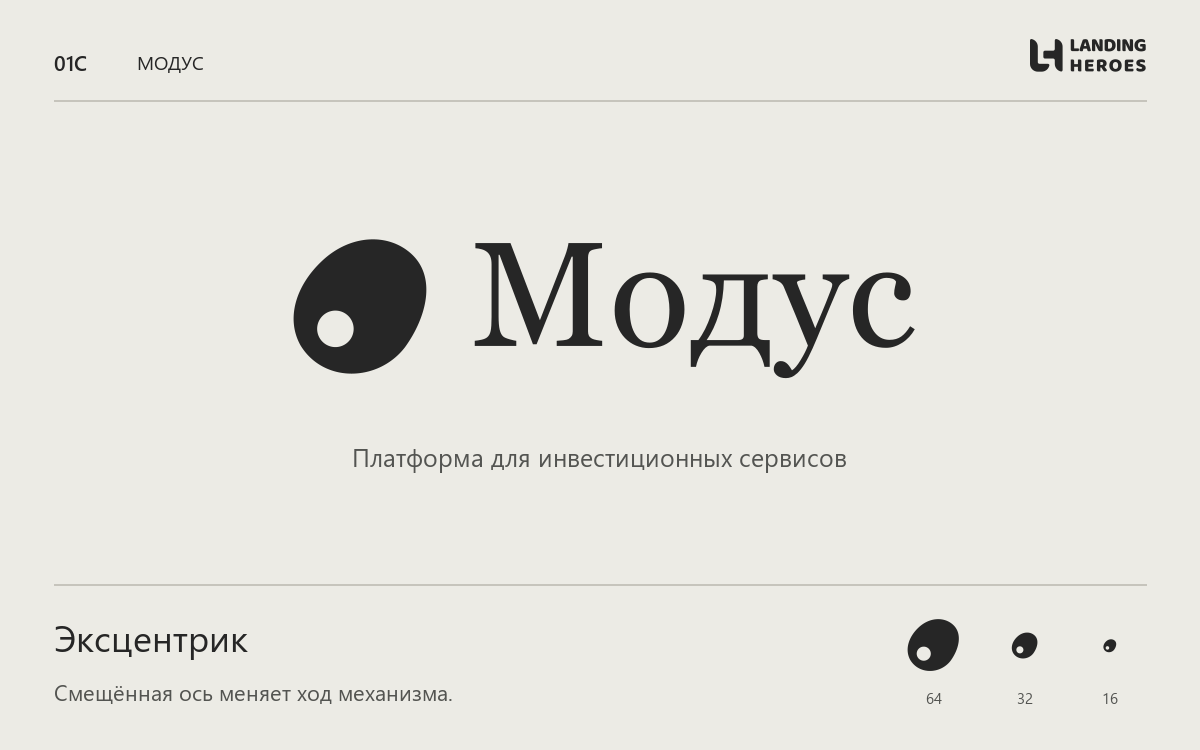 01C МОДУС
LANDING
HEROES
Модус
Платформа для инвестиционных сервисов
Эксцентрик
Смещённая ось меняет ход механизма.
64 32 16